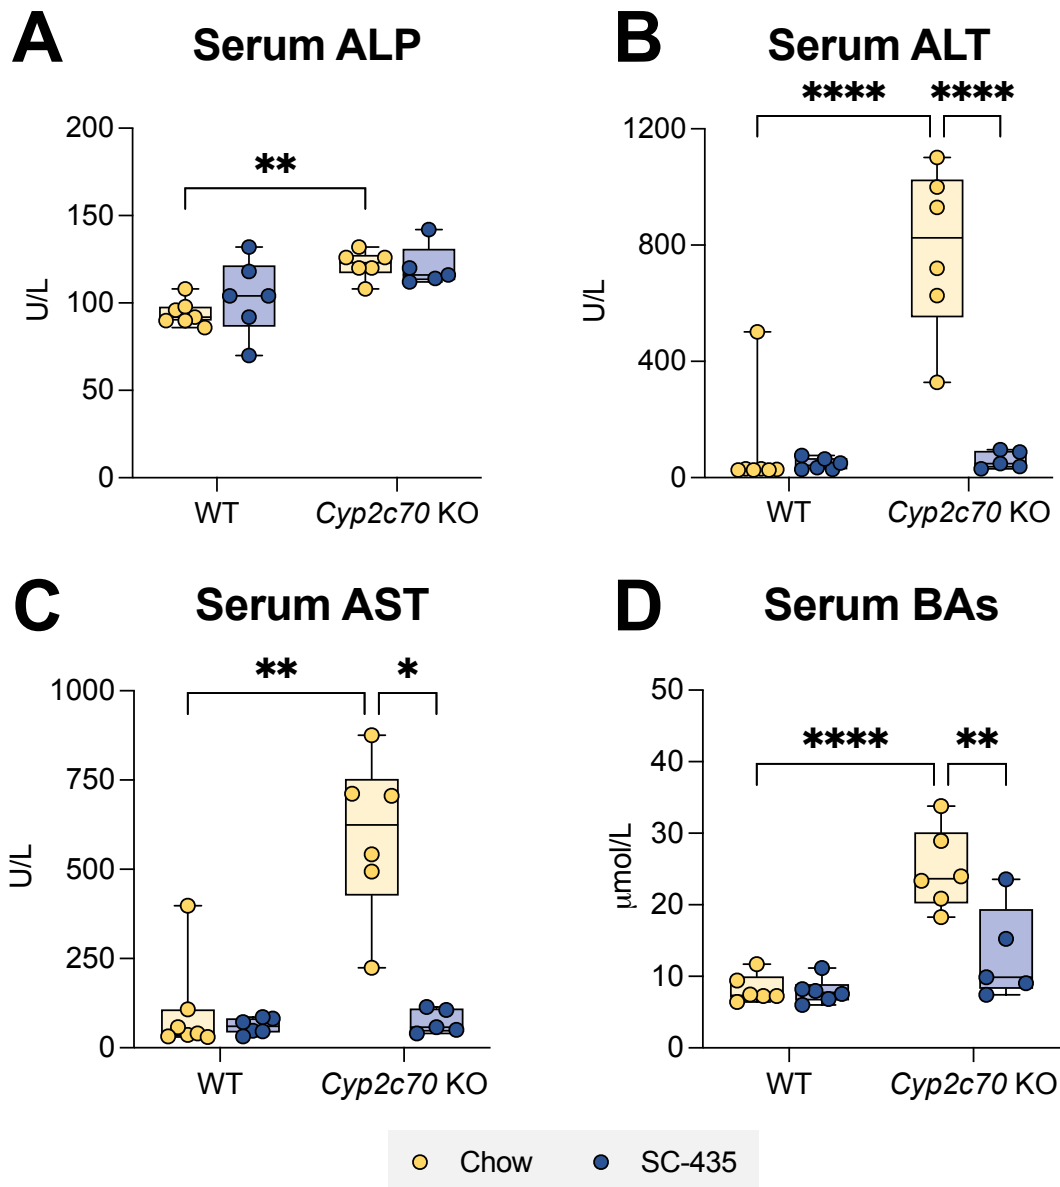 A Serum ALP
**
200
150
100
50
0
U/L
WT Cyp2c70 KO
B Serum ALT
**** ****
1200
800
400
0
U/L
WT Cyp2c70 KO
C Serum AST
** *
1000
750
500
250
0
U/L
WT Cyp2c70 KO
D Serum BAs
**** **
50
40
30
20
10
0
μmol/L
WT Cyp2c70 KO
Chow SC-435